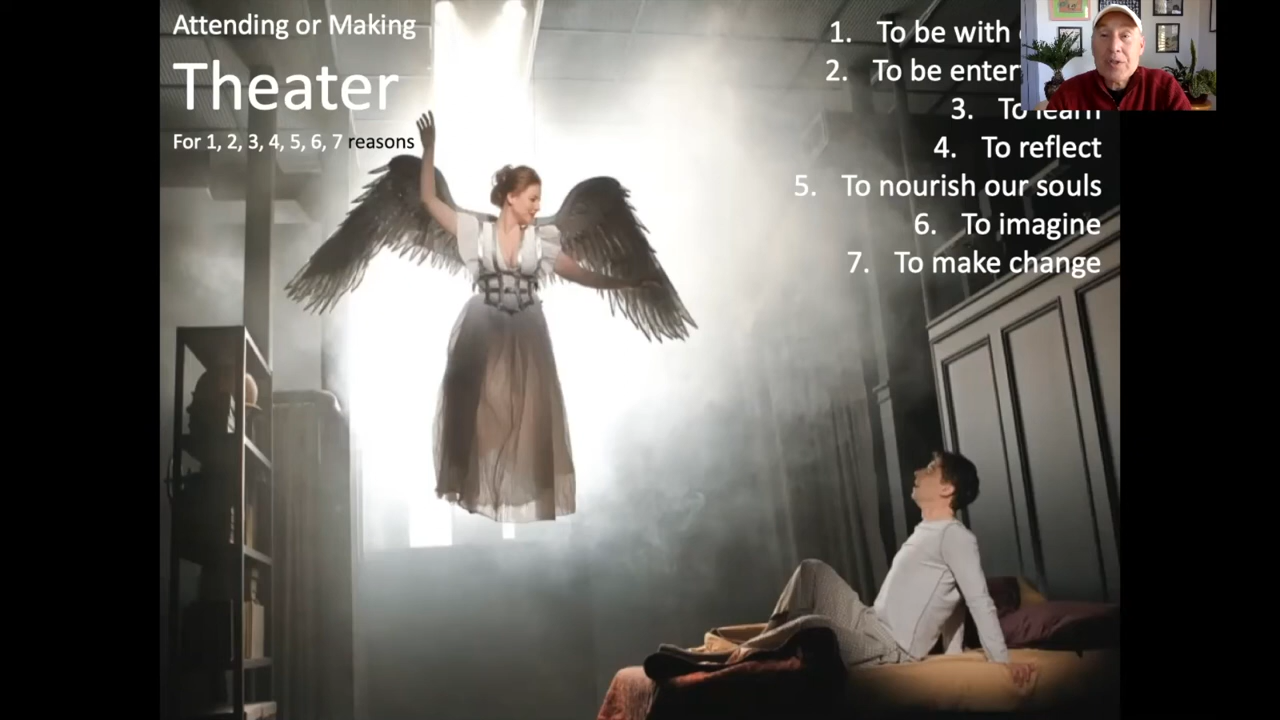 Attending or Making
Theater
For 1, 2, 3, 4, 5, 6, 7 reasons
1. To be with
2. To be
3. To learn
4. To reflect
5. To nourish our souls
6. To imagine
7. To make change